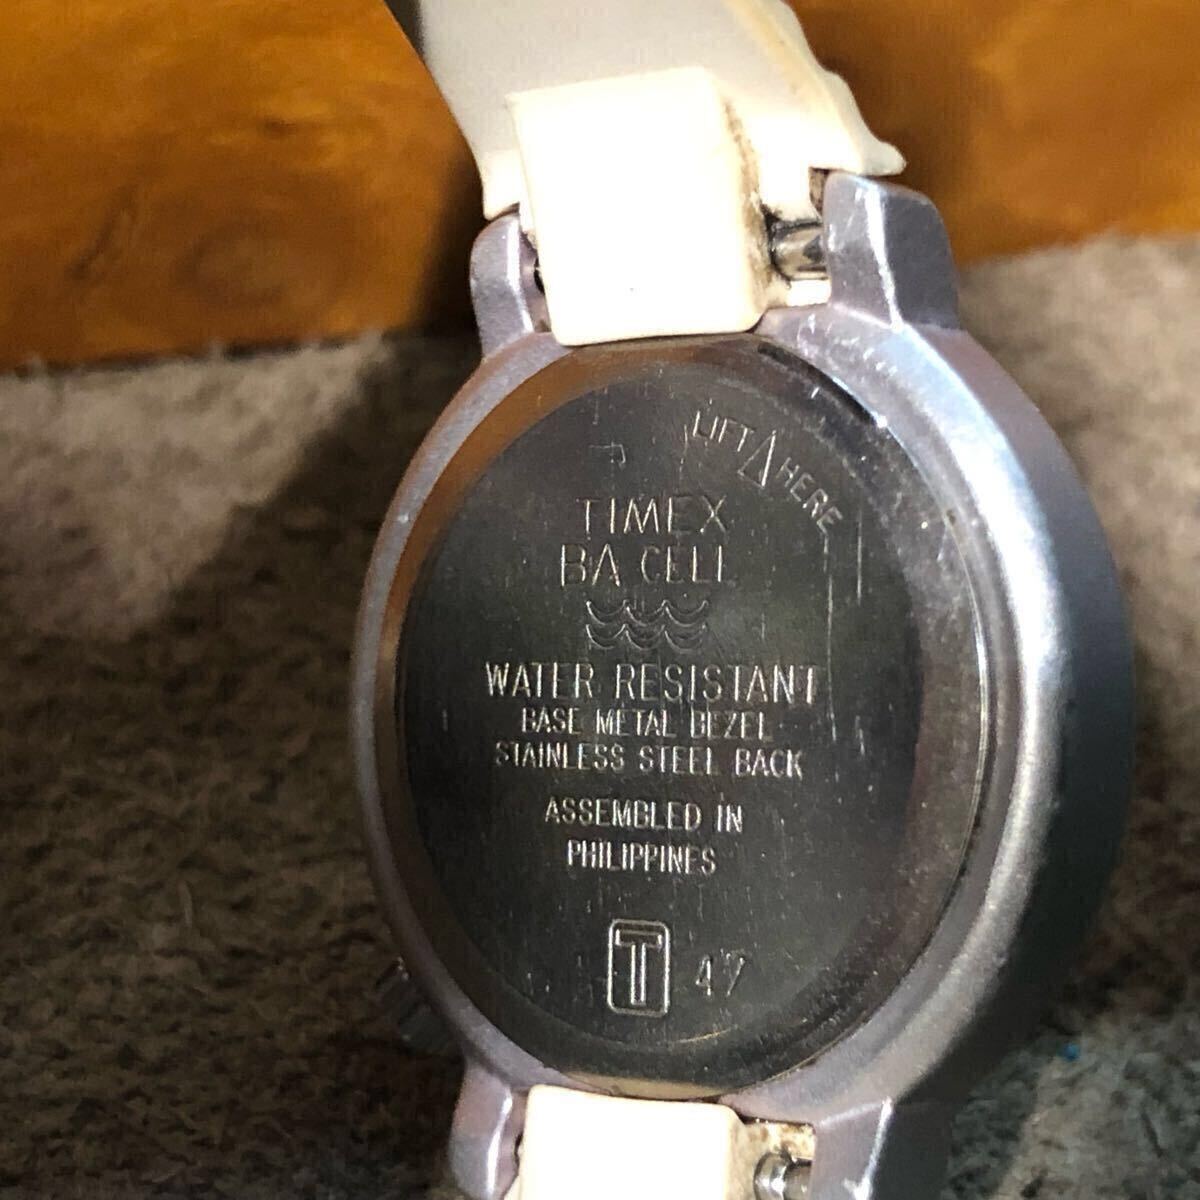 LIFT HERE
TIMEX
BA CELL
WATER RESISTANT
BASE METAL BEZEL
STAINLESS STEEL BACK
ASSEMBLED IN
PHILIPPINES
T 47